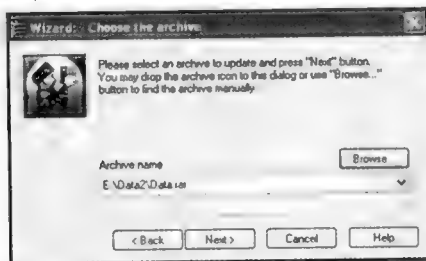 Wizard: Choose the archive
Please select an archive to update and press "Next" button.
You may drop the archive icon to this dialog or use "Browse..."
button to find the archive manually
Archive name
Browse...
E:\Data2\Data.rar
< Back
Next >
Cancel
Help